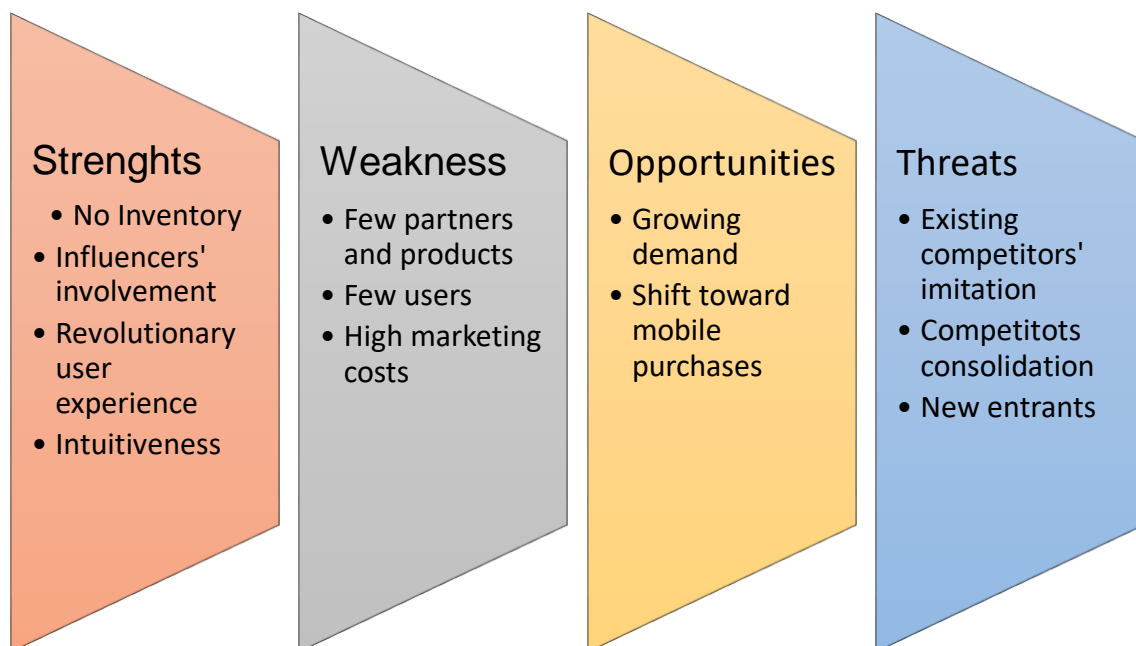 Strenghts
• No Inventory
• Influencers'
involvement
• Revolutionary
user
experience
• Intuitiveness
Weakness
• Few partners
and products
• Few users
• High marketing
costs
Opportunities
• Growing
demand
• Shift toward
mobile
purchases
Threats
• Existing
competitors'
imitation
• Competitots
consolidation
• New entrants